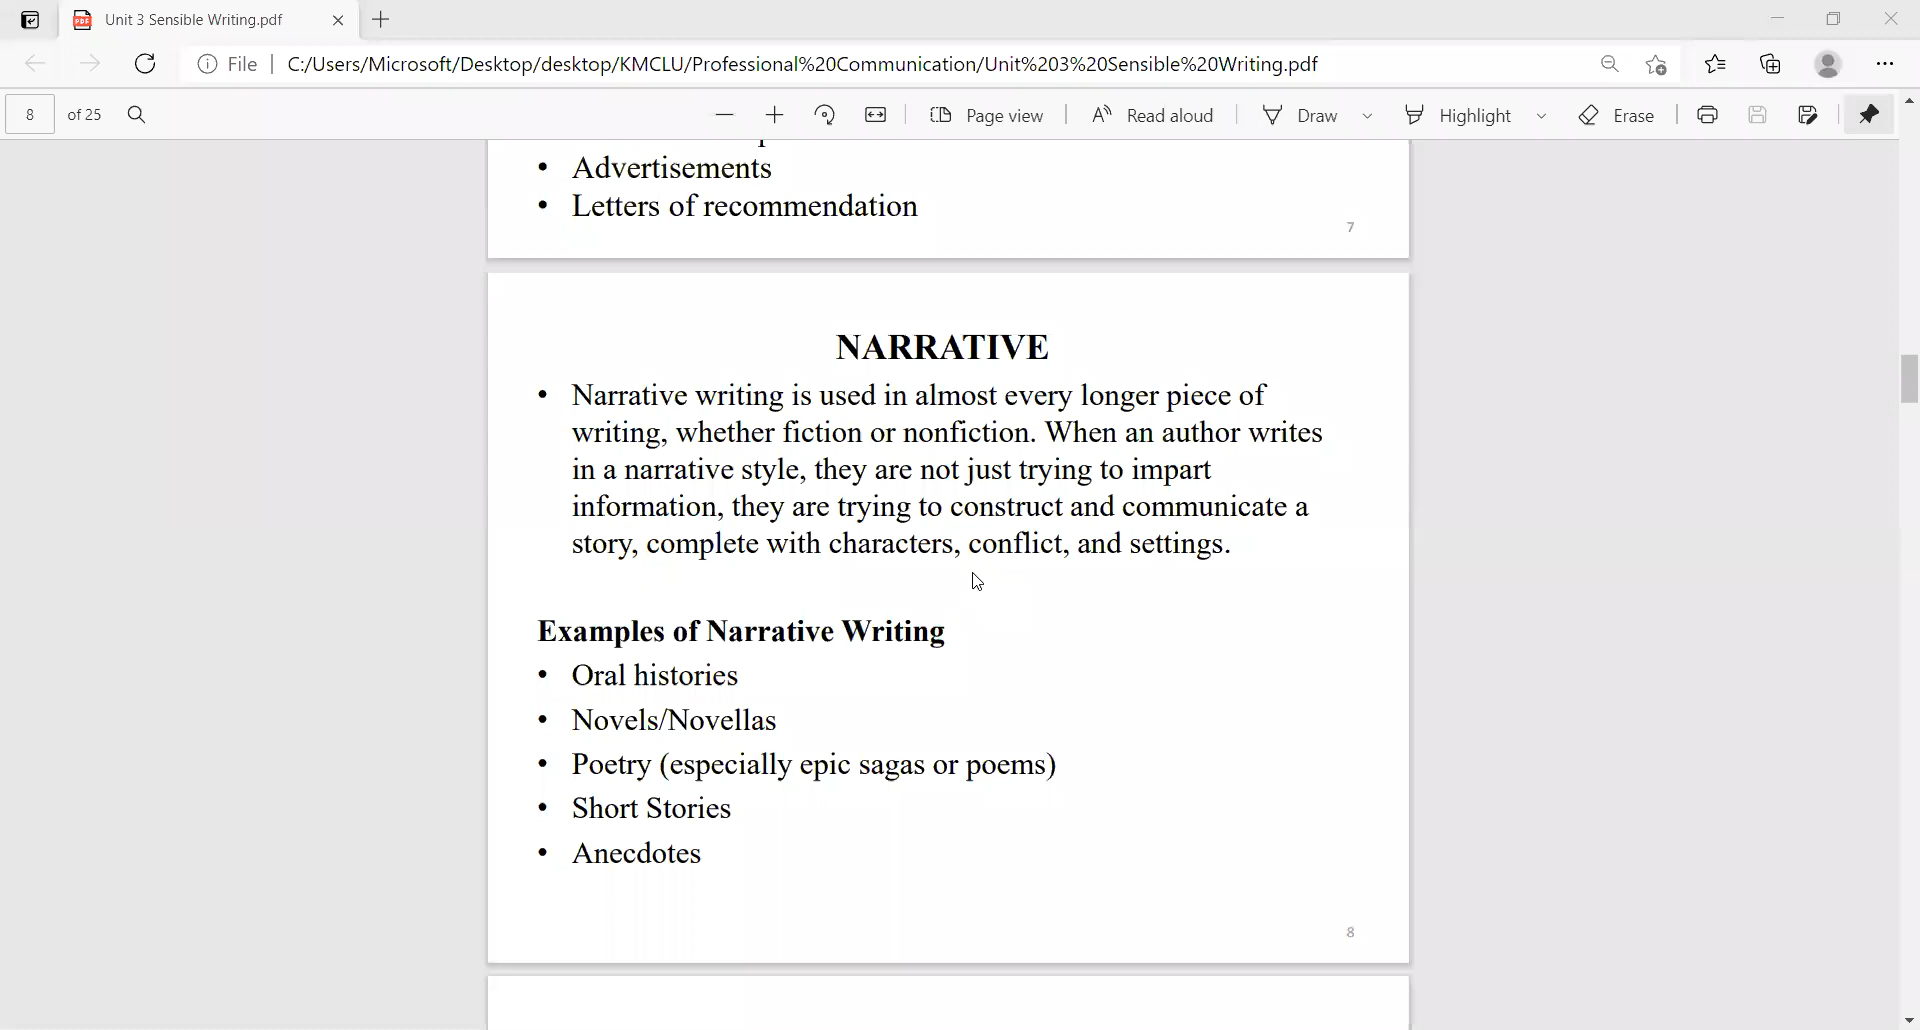 Unit 3 Sensible Writing.pdf
File
C:/Users/Microsoft/Desktop/desktop/KMCLU/Professional%20Communication/Unit%203%20Sensible%20Writing.pdf
8 of 25
Page view
Read aloud
Draw
Highlight
Erase
• Advertisements
• Letters of recommendation
7
NARRATIVE
• Narrative writing is used in almost every longer piece of
writing, whether fiction or nonfiction. When an author writes
in a narrative style, they are not just trying to impart
information, they are trying to construct and communicate a
story, complete with characters, conflict, and settings.
Examples of Narrative Writing
• Oral histories
• Novels/Novellas
• Poetry (especially epic sagas or poems)
• Short Stories
• Anecdotes
8